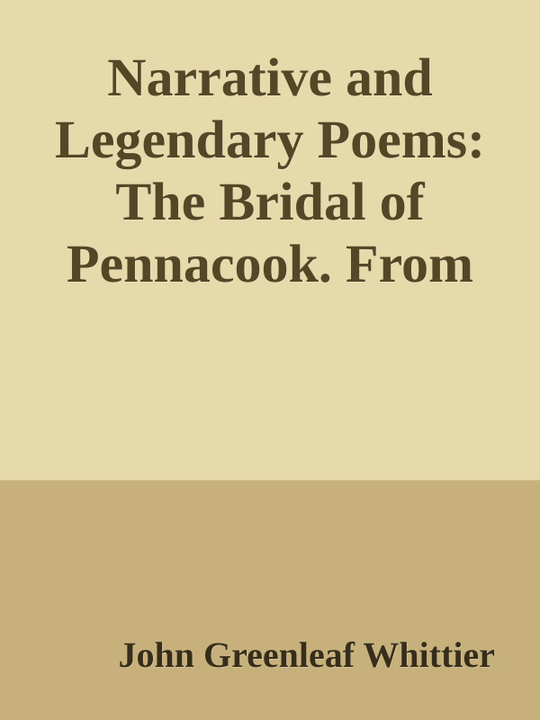 Narrative and
Legendary Poems:
The Bridal of
Pennacook. From
John Greenleaf Whittier